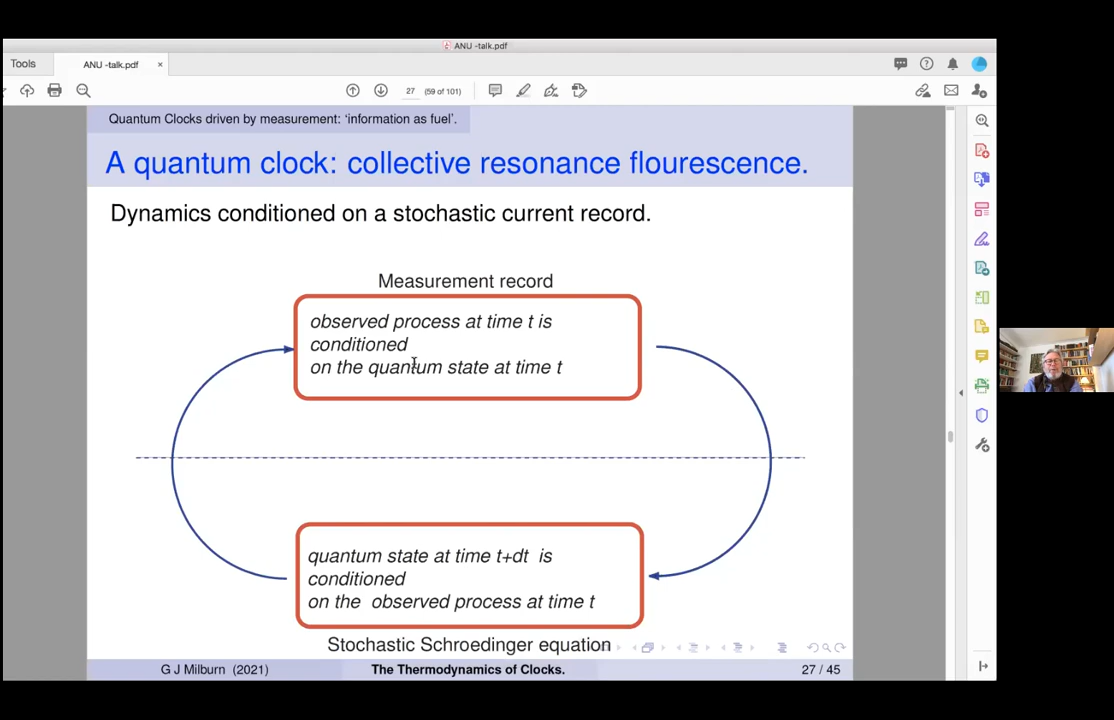 ANU -talk.pdf
Tools
ANU -talk.pdf ×
27 (59 of 101)
Quantum Clocks driven by measurement: ‘information as fuel’.
A quantum clock: collective resonance flourescence.
Dynamics conditioned on a stochastic current record.
Measurement record
observed process at time t is
conditioned
on the quantum state at time t
quantum state at time t+dt is
conditioned
on the observed process at time t
Stochastic Schroedinger equation
G J Milburn (2021) The Thermodynamics of Clocks. 27 / 45